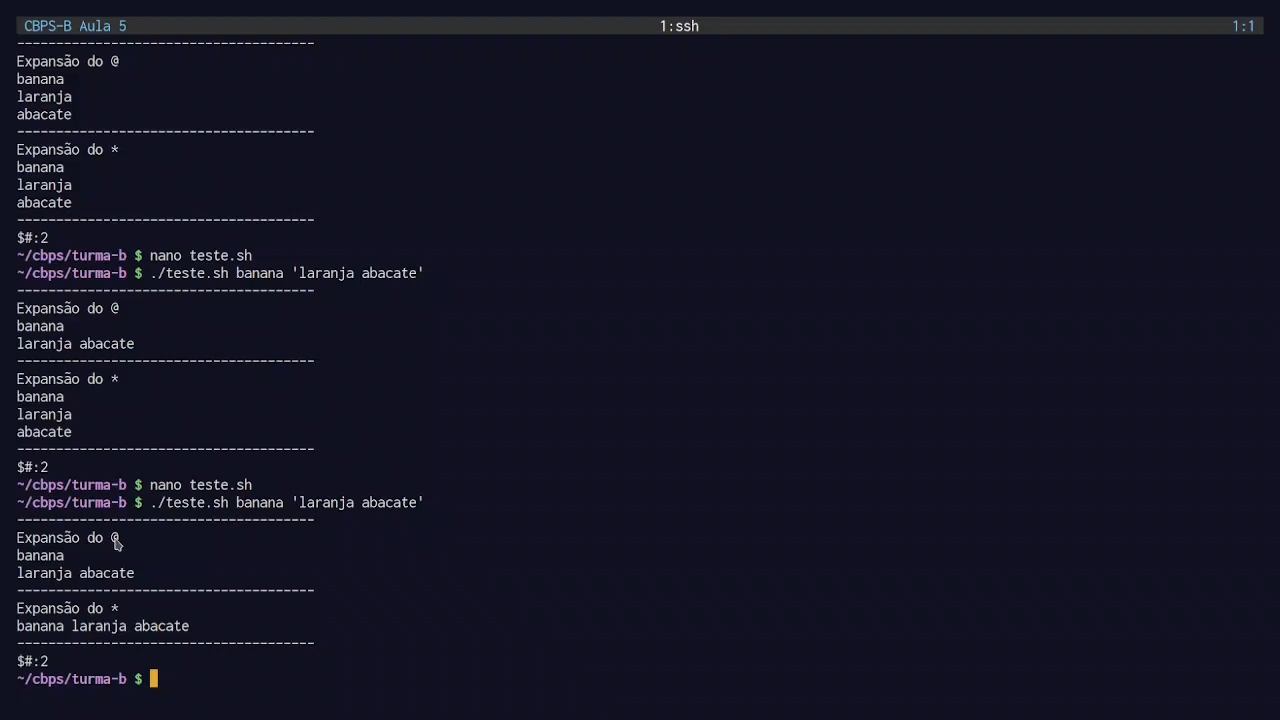 CBPS-B Aula 5 1:ssh 1:1
--------------------------------------
Expansão do @
banana
laranja
abacate
--------------------------------------
Expansão do *
banana
laranja
abacate
--------------------------------------
$#:2
~/cbps/turma-b $ nano teste.sh
~/cbps/turma-b $ ./teste.sh banana 'laranja abacate'
--------------------------------------
Expansão do @
banana
laranja abacate
--------------------------------------
Expansão do *
banana
laranja
abacate
--------------------------------------
$#:2
~/cbps/turma-b $ nano teste.sh
~/cbps/turma-b $ ./teste.sh banana 'laranja abacate'
--------------------------------------
Expansão do @
banana
laranja abacate
--------------------------------------
Expansão do *
banana laranja abacate
--------------------------------------
$#:2
~/cbps/turma-b $